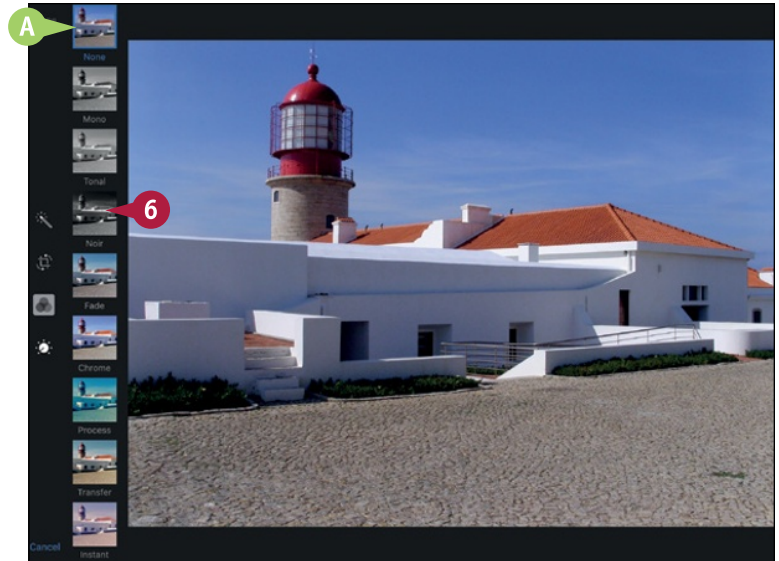 A
None
Mono
Tonal
6
Noir
Fade
Chrome
Process
Transfer
Cancel
Instant